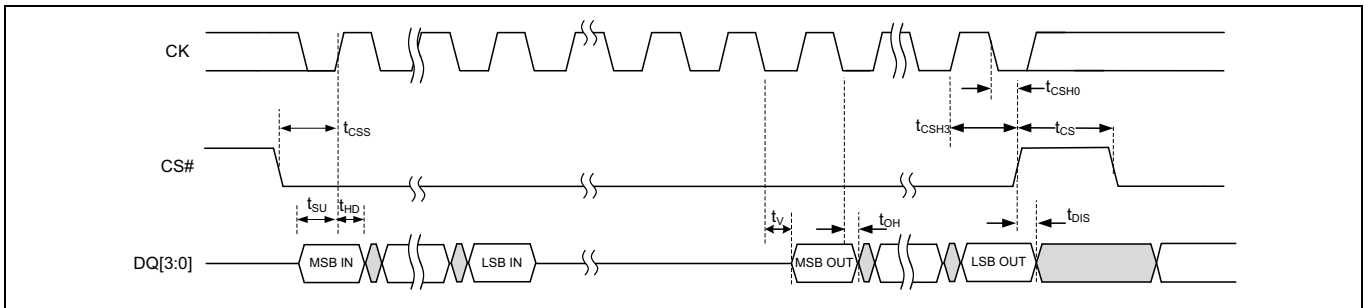 CK
tCSH0
tCSS
tCSH3
tCS
CS#
tSU
tHD
tV
tOH
tDIS
DQ[3:0]
MSB IN
LSB IN
MSB OUT
LSB OUT